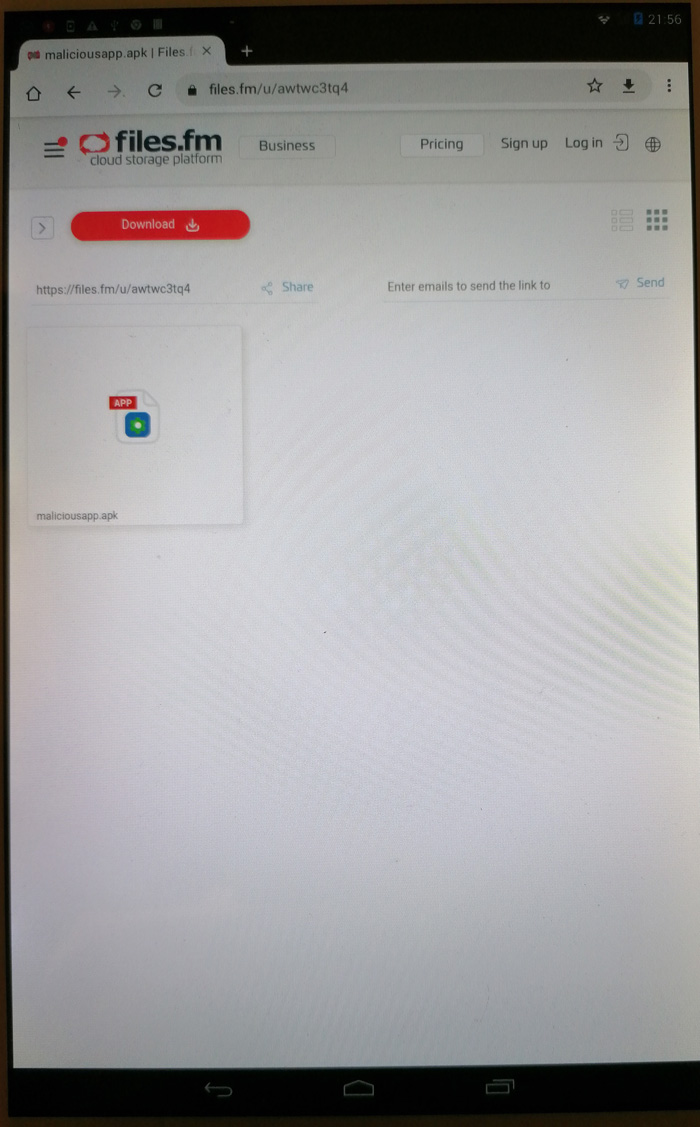 21:56
maliciousapp.apk | Files.f
files.fm/u/awtwc3tq4
files.fm
cloud storage platform
Business
Pricing
Sign up
Log in
Download
https://files.fm/u/awtwc3tq4
Share
Enter emails to send the link to
Send
APP
maliciousapp.apk